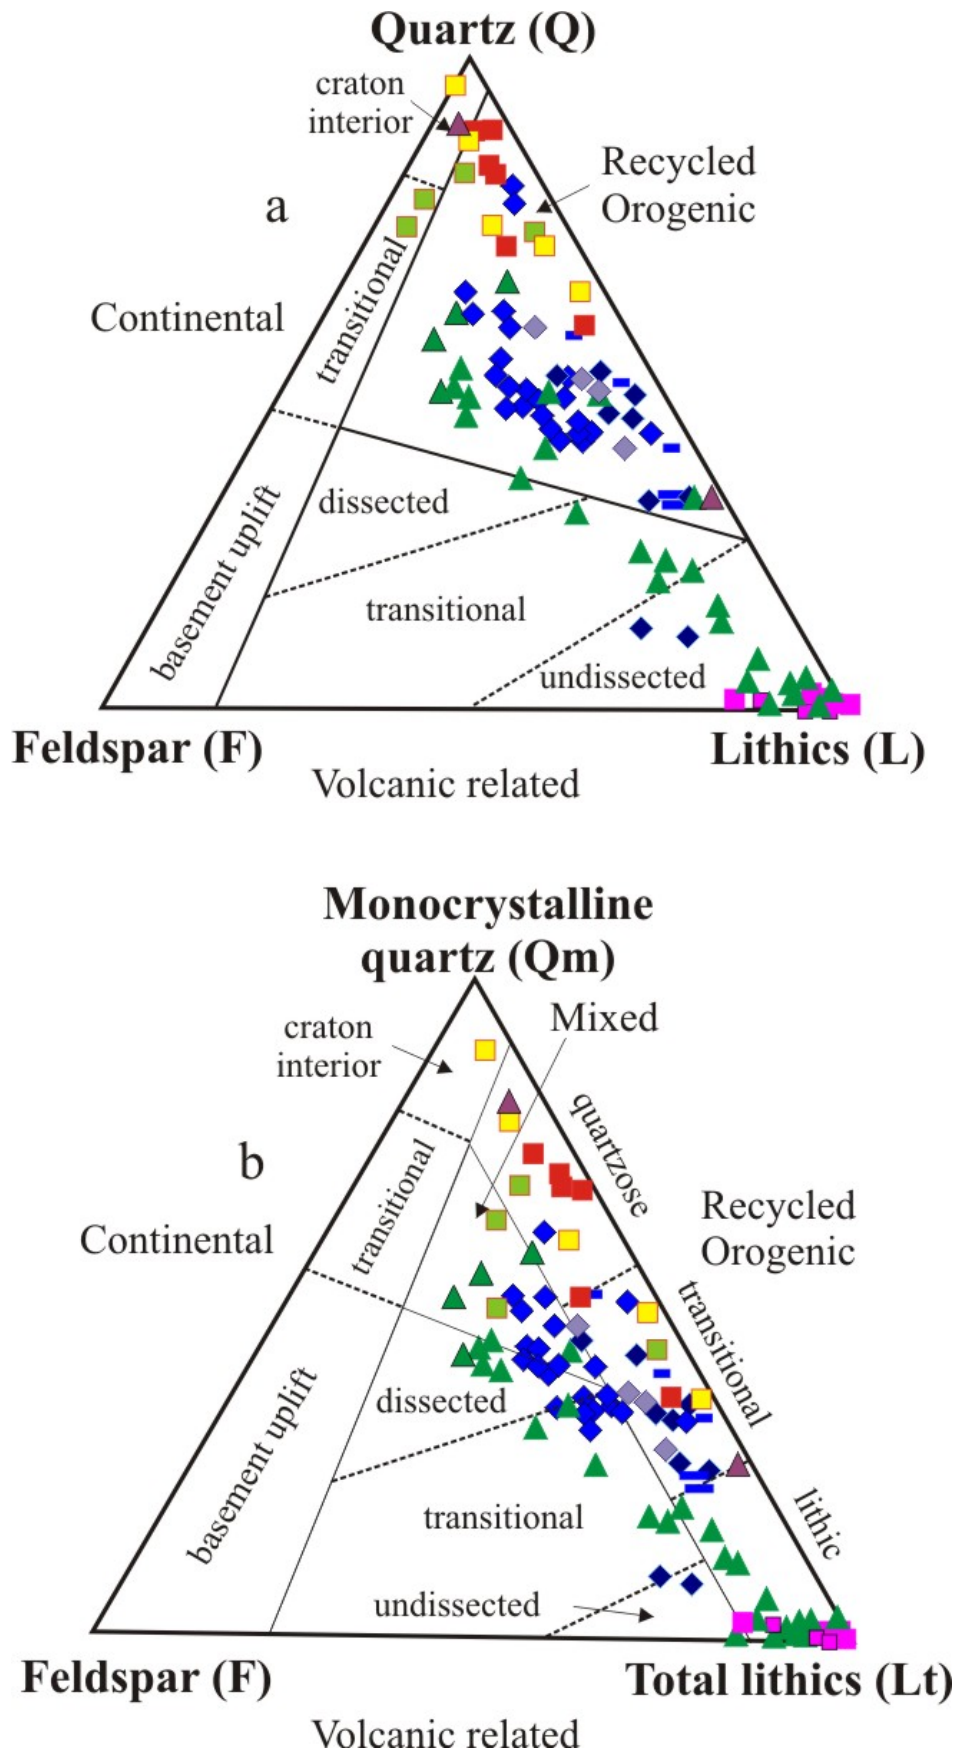 Quartz (Q)
craton
interior
Recycled
Orogenic
a
Continental
transitional
basement uplift
dissected
transitional
undissected
Feldspar (F)
Lithics (L)
Volcanic related
Monocrystalline
quartz (Qm)
craton
interior
Mixed
quartzose
b
transitional
Recycled
Orogenic
Continental
transitional
basement uplift
dissected
lithic
transitional
undissected
Feldspar (F)
Total lithics (Lt)
Volcanic related